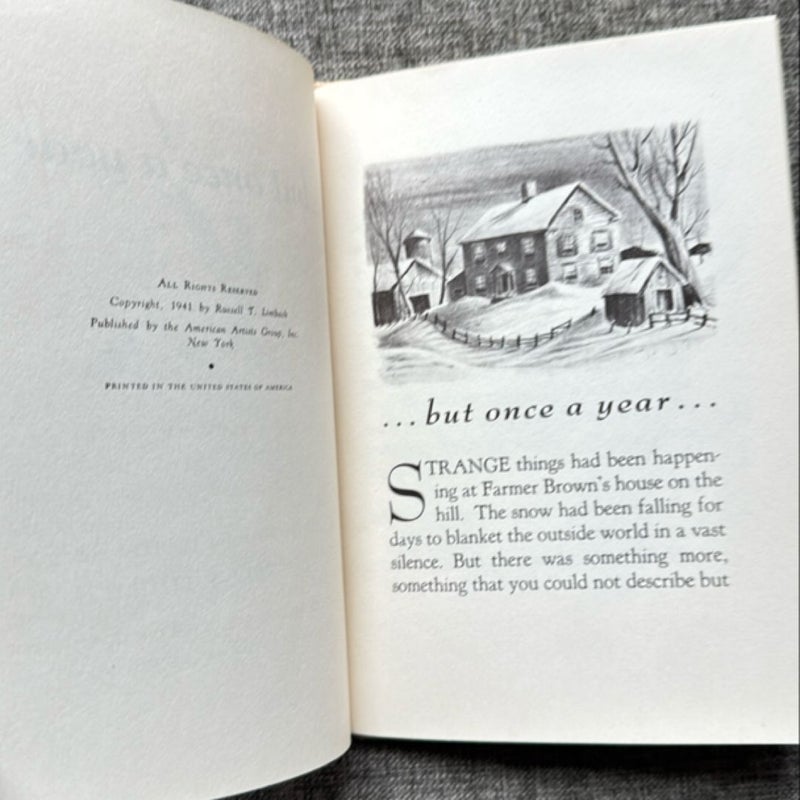 All Rights Reserved
Copyright, 1941 by Russell T. Limbach
Published by the American Artists Group, Inc.
New York
PRINTED IN THE UNITED STATES OF AMERICA
...but once a year...
STRANGE things had been happen-
ing at Farmer Brown's house on the
hill. The snow had been falling for
days to blanket the outside world in a vast
silence. But there was something more,
something that you could not describe but